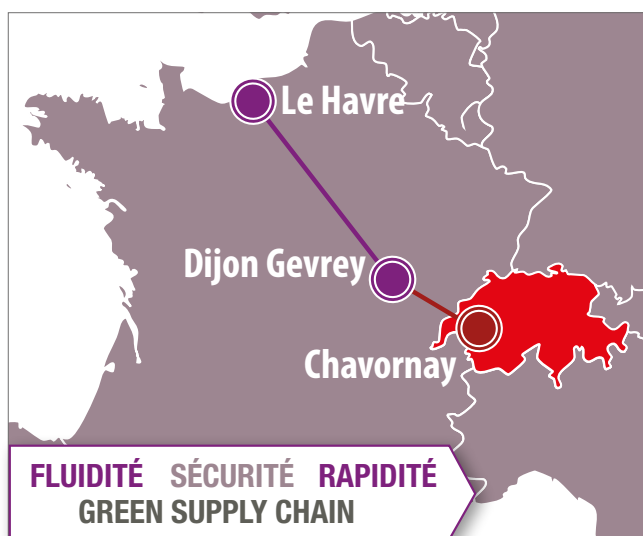 Le Havre
Dijon Gevrey
Chavornay
FLUIDITÉ SÉCURITÉ RAPIDITÉ
GREEN SUPPLY CHAIN